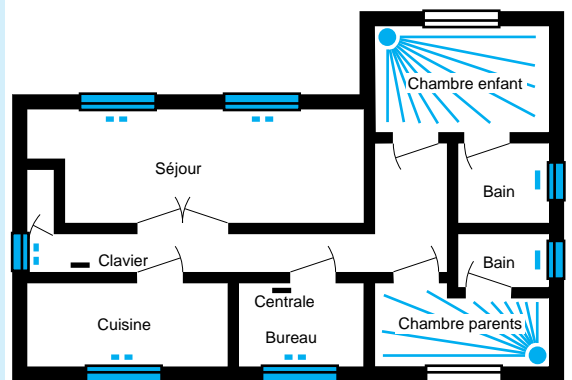 Chambre enfant
Séjour
Bain
Clavier
Bain
Centrale
Cuisine
Bureau
Chambre parents